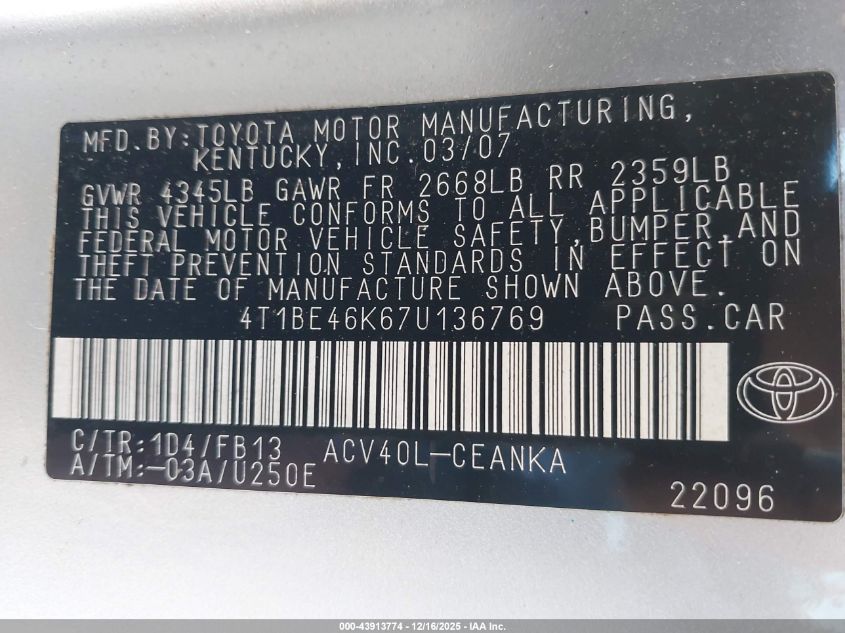 MFD. BY: TOYOTA MOTOR MANUFACTURING,
KENTUCKY, INC. 03/07
GVWR 4345LB GAWR FR 2668LB RR 2359LB
THIS VEHICLE CONFORMS TO ALL APPLICABLE
FEDERAL MOTOR VEHICLE SAFETY, BUMPER, AND
THEFT PREVENTION STANDARDS IN EFFECT ON
THE DATE OF MANUFACTURE SHOWN ABOVE.
4T1BE46K67U136769 PASS. CAR
C/TR: 1D4/FB13 ACV40L-CEANKA
A/TM: -03A/U250E
22096
000-43913774 | 12/16/2025 - IAA Inc.